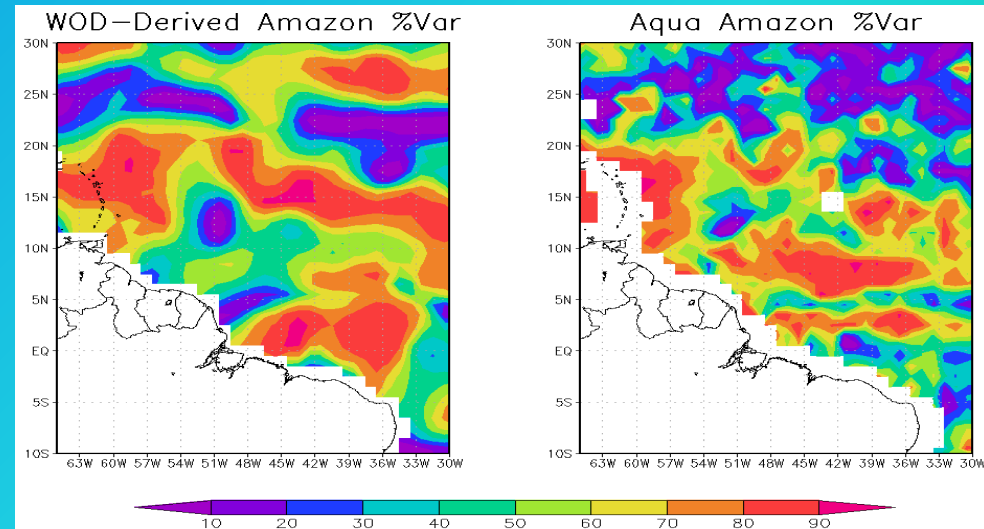 WOD-Derived Amazon %Var
30N
25N
20N
15N
10N
5N
EQ
5S
10S
63W 60W 57W 54W 51W 48W 45W 42W 39W 36W 33W 30W
Aqua Amazon %Var
30N
25N
20N
15N
10N
5N
EQ
5S
10S
63W 60W 57W 54W 51W 48W 45W 42W 39W 36W 33W 30W
10 20 30 40 50 60 70 80 90